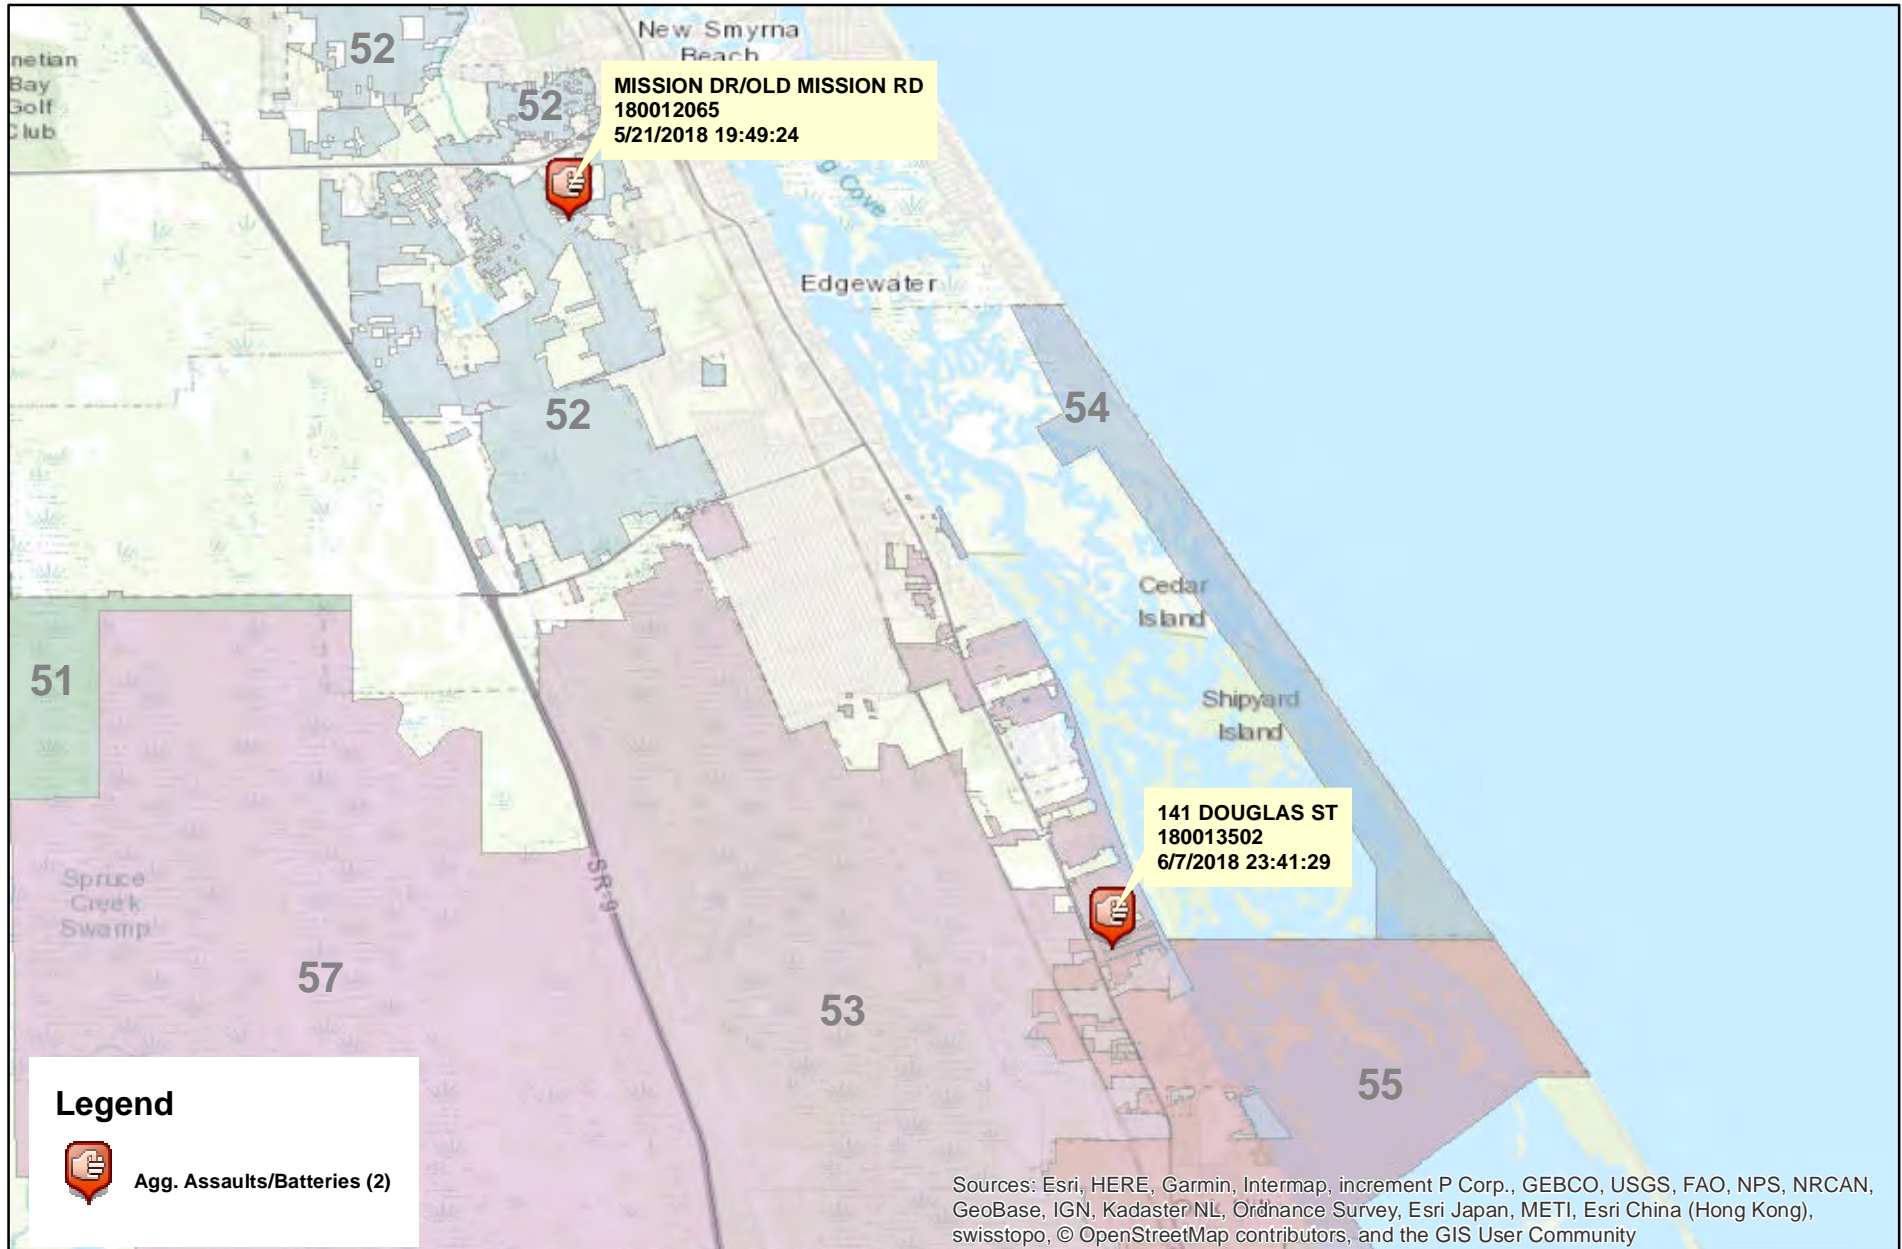 New Smyrna
Beach
52
netian
Bay
Golf
Club
52
MISSION DR/OLD MISSION RD
180012065
5/21/2018 19:49:24
g Cove
Edgewater
52
54
Cedar
Island
51
Shipyard
Island
141 DOUGLAS ST
180013502
6/7/2018 23:41:29
SR-9
Spruce
Creek
Swamp
57
53
55
Legend
Agg. Assaults/Batteries (2)
Sources: Esri, HERE, Garmin, Intermap, increment P Corp., GEBCO, USGS, FAO, NPS, NRCAN,
GeoBase, IGN, Kadaster NL, Ordnance Survey, Esri Japan, METI, Esri China (Hong Kong),
swisstopo, © OpenStreetMap contributors, and the GIS User Community